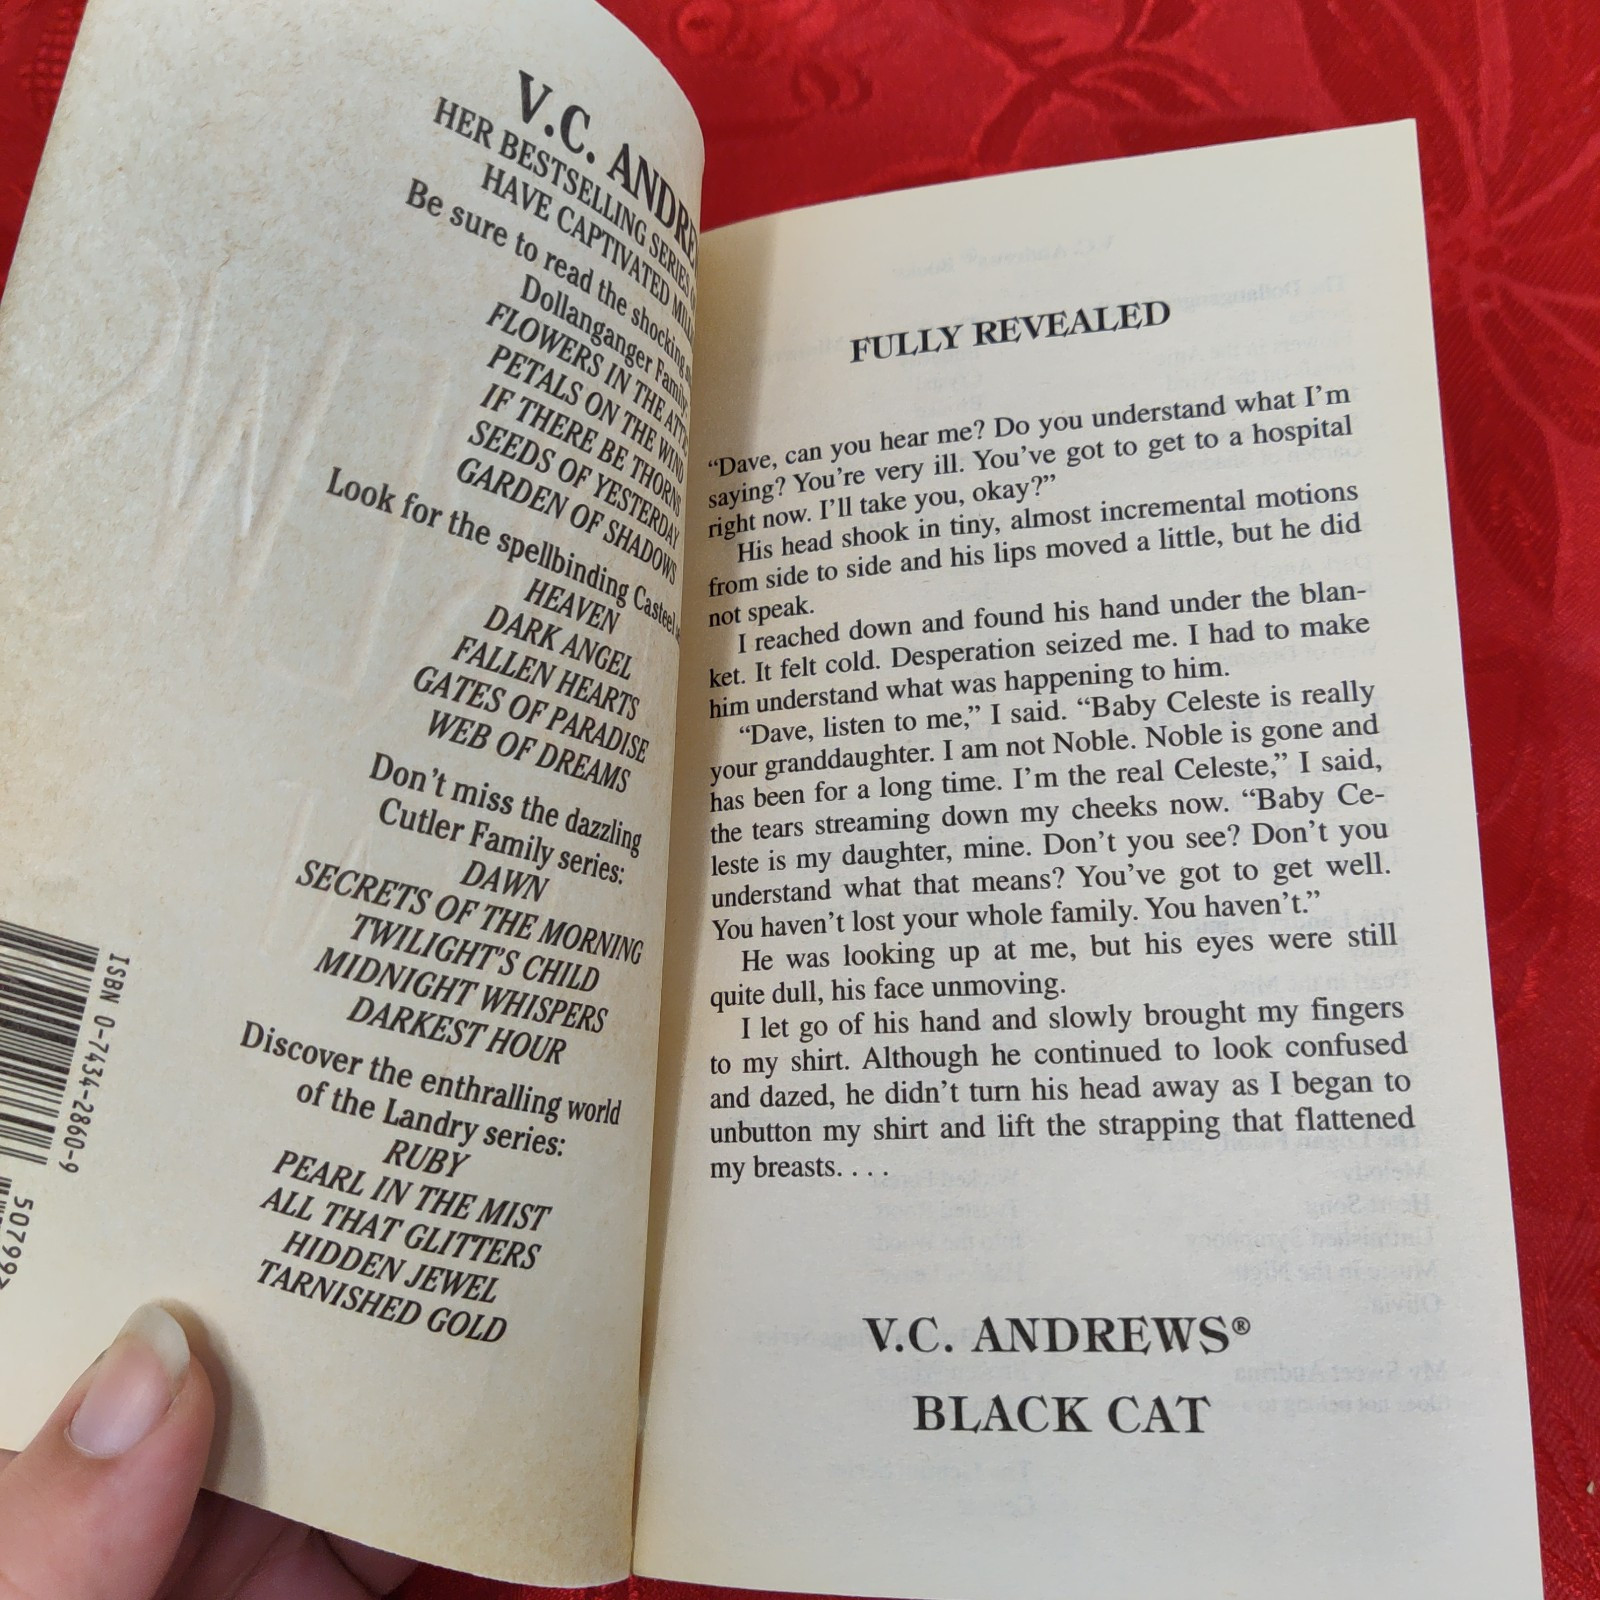 V.C. ANDRE
HER BESTSELLING SERIES
HAVE CAPTIVATED MILL
Be sure to read the shocking
Dollanganger Family:
FLOWERS IN THE ATTIC
PETALS ON THE WIND
IF THERE BE THORNS
SEEDS OF YESTERDAY
GARDEN OF SHADOWS
Look for the spellbinding Casteel
HEAVEN
DARK ANGEL
FALLEN HEARTS
GATES OF PARADISE
WEB OF DREAMS
Don't miss the dazzling
Cutler Family series:
DAWN
SECRETS OF THE MORNING
TWILIGHT'S CHILD
MIDNIGHT WHISPERS
DARKEST HOUR
Discover the enthralling world
of the Landry series:
RUBY
PEARL IN THE MIST
ALL THAT GLITTERS
HIDDEN JEWEL
TARNISHED GOLD
ISBN 0-7434-2860-9
50799
FULLY REVEALED
“Dave, can you hear me? Do you understand what I'm
saying? You're very ill. You've got to get to a hospital
right now. I'll take you, okay?”
His head shook in tiny, almost incremental motions
from side to side and his lips moved a little, but he did
not speak.
I reached down and found his hand under the blan-
ket. It felt cold. Desperation seized me. I had to make
him understand what was happening to him.
“Dave, listen to me,” I said. “Baby Celeste is really
your granddaughter. I am not Noble. Noble is gone and
has been for a long time. I'm the real Celeste,” I said,
the tears streaming down my cheeks now. “Baby Ce-
leste is my daughter, mine. Don't you see? Don't you
understand what that means? You've got to get well.
You haven't lost your whole family. You haven't.”
He was looking up at me, but his eyes were still
quite dull, his face unmoving.
I let go of his hand and slowly brought my fingers
to my shirt. Although he continued to look confused
and dazed, he didn't turn his head away as I began to
unbutton my shirt and lift the strapping that flattened
my breasts. . . .
V.C. ANDREWS®
BLACK CAT